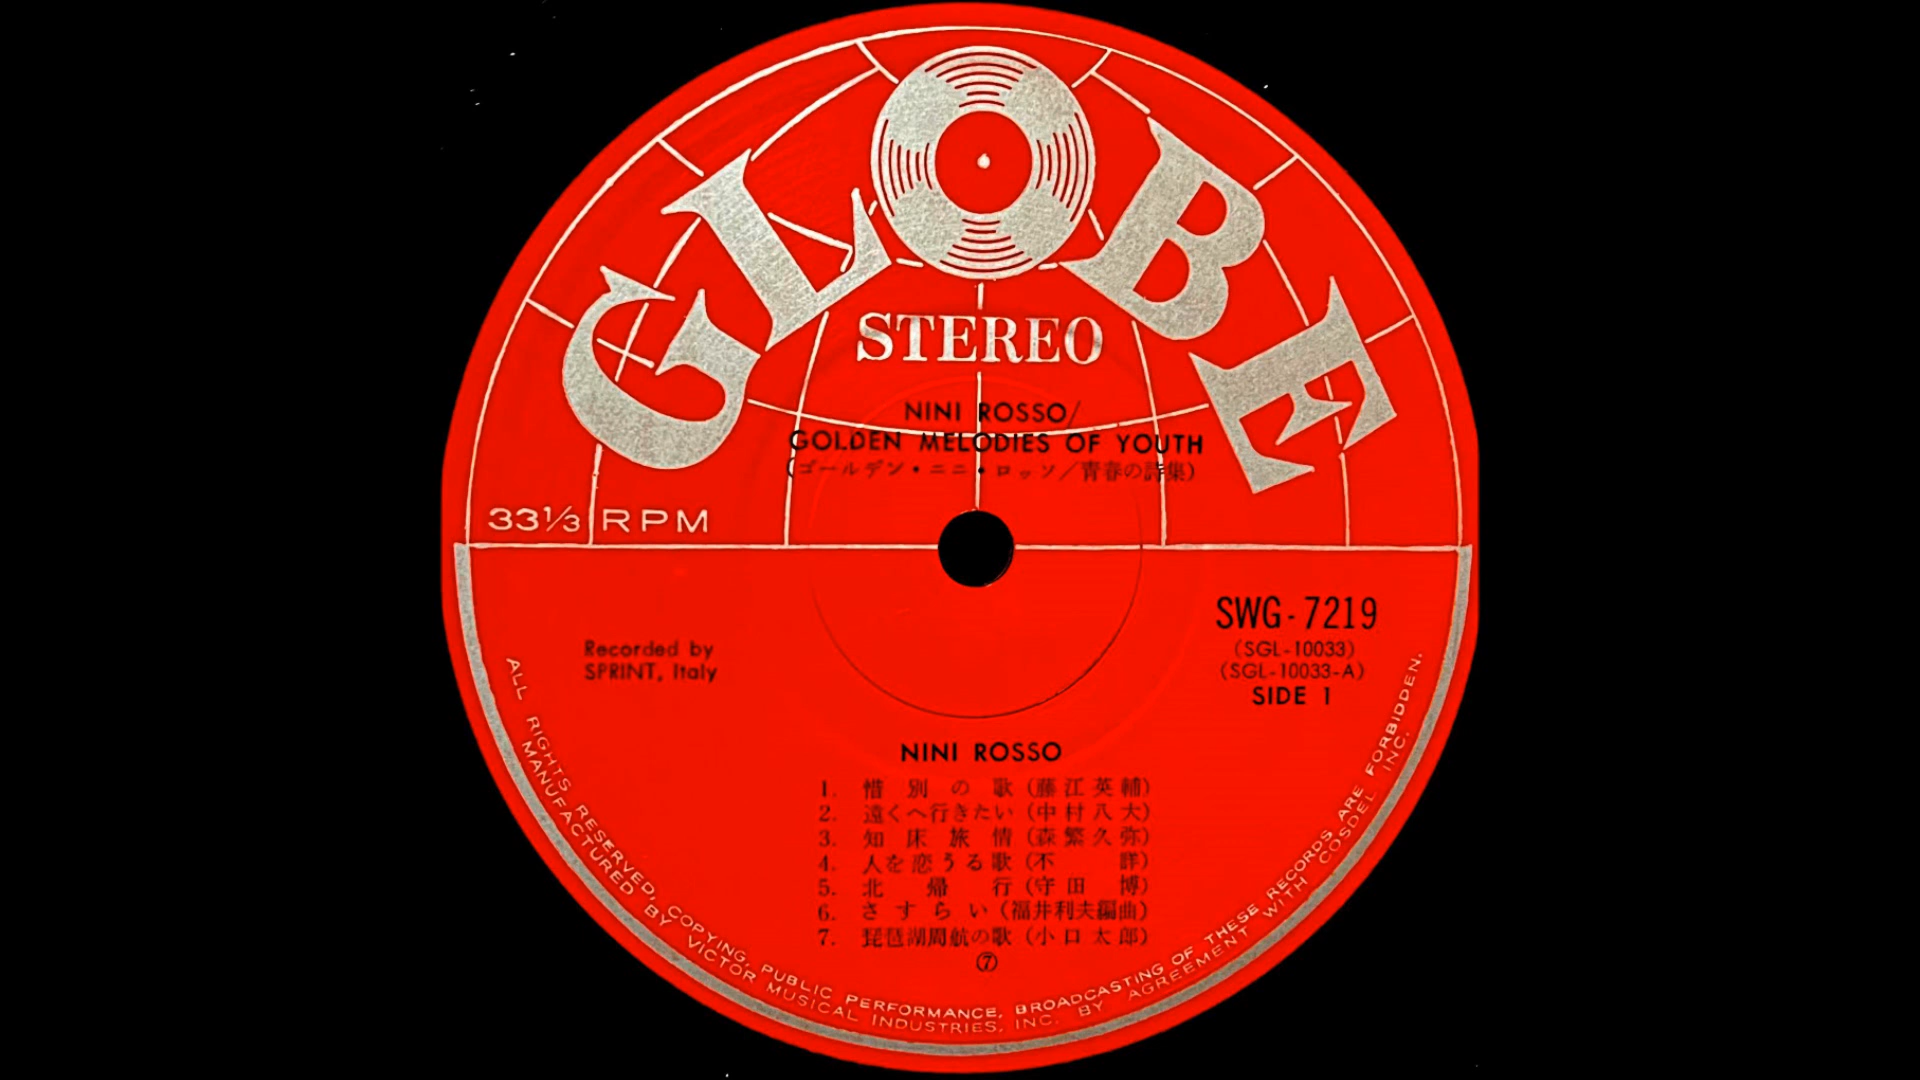 GLOBE
STEREO
NINI ROSSO/
GOLDEN MELODIES OF YOUTH
(ゴールデン・ニニ・ロッソ/青春の詩集)
33⅓ RPM
Recorded by
SPRINT, Italy
SWG-7219
(SGL-10033)
(SGL-10033-A)
SIDE 1
NINI ROSSO
1. 惜別の歌(藤江英輔)
2. 遠くへ行きたい(中村八大)
3. 知床旅情(森繁久弥)
4. 人を恋うる歌(不詳)
5. 北帰行(守田博)
6. さすらい(福井利夫編曲)
7. 琵琶湖周航の歌(小口太郎)
⑦
ALL RIGHTS RESERVED, COPYING, PUBLIC PERFORMANCE, BROADCASTING OF THESE RECORDS ARE FORBIDDEN.
MANUFACTURED BY VICTOR MUSICAL INDUSTRIES, INC. BY AGREEMENT WITH COSDEL INC.